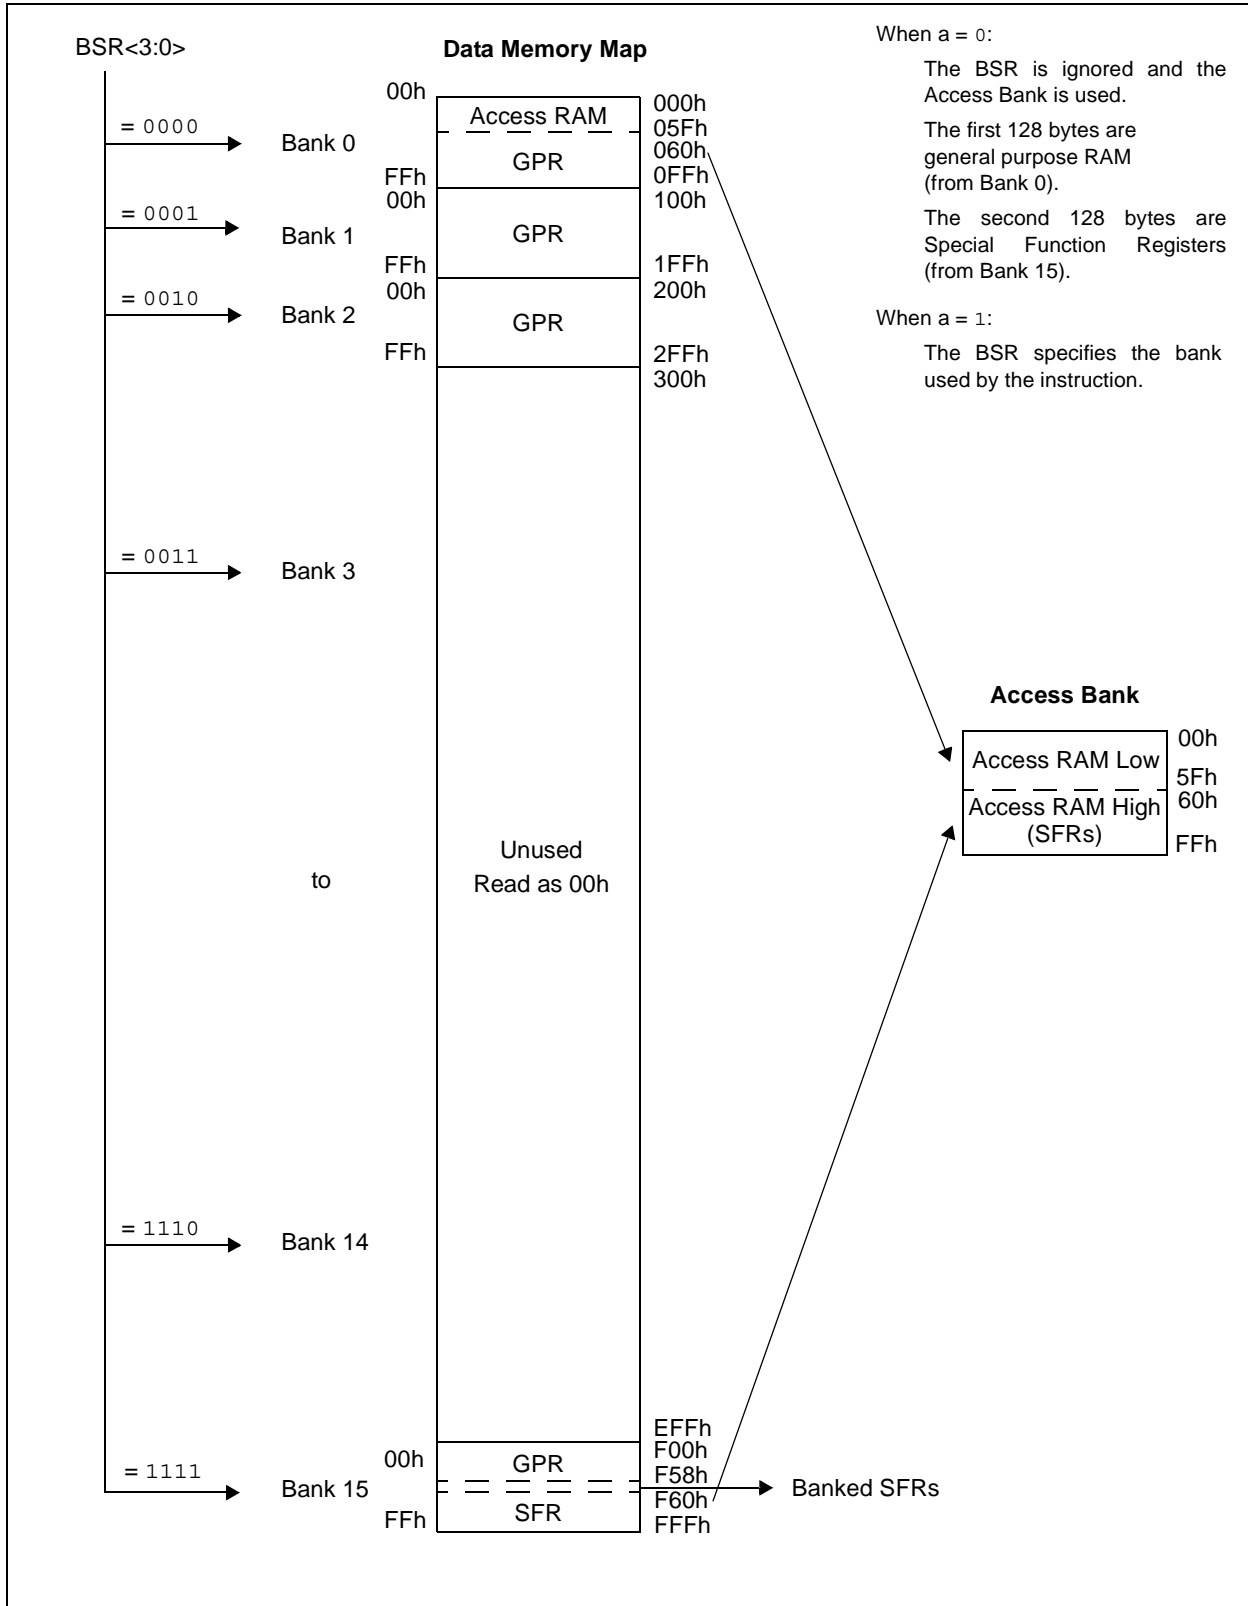 BSR<3:0>
Data Memory Map
When a = 0:
The BSR is ignored and the
Access Bank is used.
The first 128 bytes are
general purpose RAM
(from Bank 0).
The second 128 bytes are
Special Function Registers
(from Bank 15).
When a = 1:
The BSR specifies the bank
used by the instruction.
= 0000
Bank 0
00h
FFh
Access RAM
GPR
000h
05Fh
060h
0FFh
= 0001
Bank 1
00h
FFh
GPR
100h
1FFh
= 0010
Bank 2
00h
FFh
GPR
200h
2FFh
300h
= 0011
Bank 3
to
Unused
Read as 00h
Access Bank
Access RAM Low
Access RAM High
(SFRs)
00h
5Fh
60h
FFh
= 1110
Bank 14
= 1111
Bank 15
00h
FFh
GPR
SFR
EFFh
F00h
F58h
F60h
FFFh
Banked SFRs